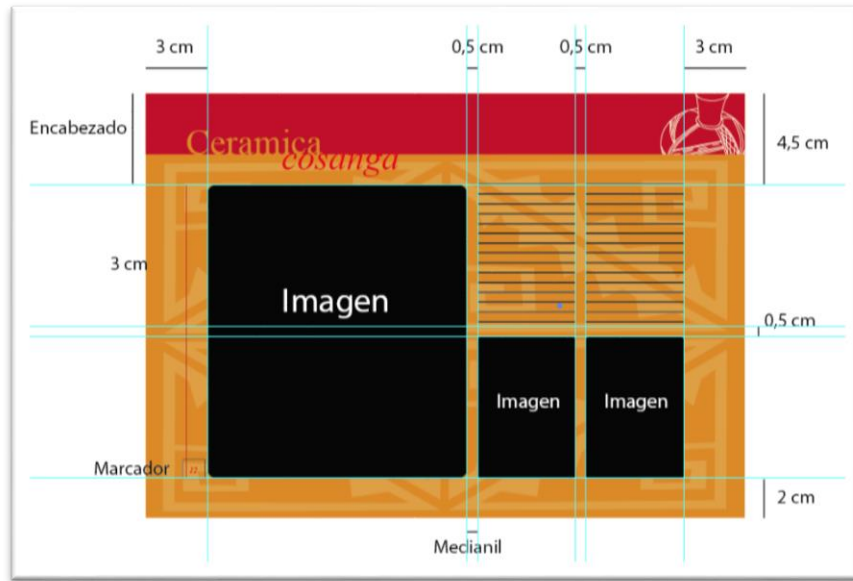 3 cm
0,5 cm
0,5 cm
3 cm
Encabezado
Ceramica
cosanga
4,5 cm
3 cm
Imagen
0,5 cm
Imagen
Imagen
Marcador
n
2 cm
Medianil